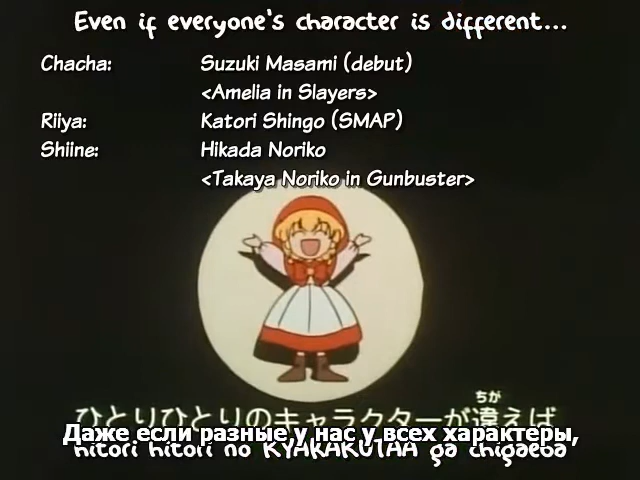 Even if everyone's character is different...
Chacha: Suzuki Masami (debut)
<Amelia in Slayers>
Riiya: Katori Shingo (SMAP)
Shiine: Hikada Noriko
<Takaya Noriko in Gunbuster>
ちが
ひとりひとりのキャラクターが違えば
Даже если разные у нас у всех характеры,
hitori hitori no KYARAKUTAA ga chigaeba